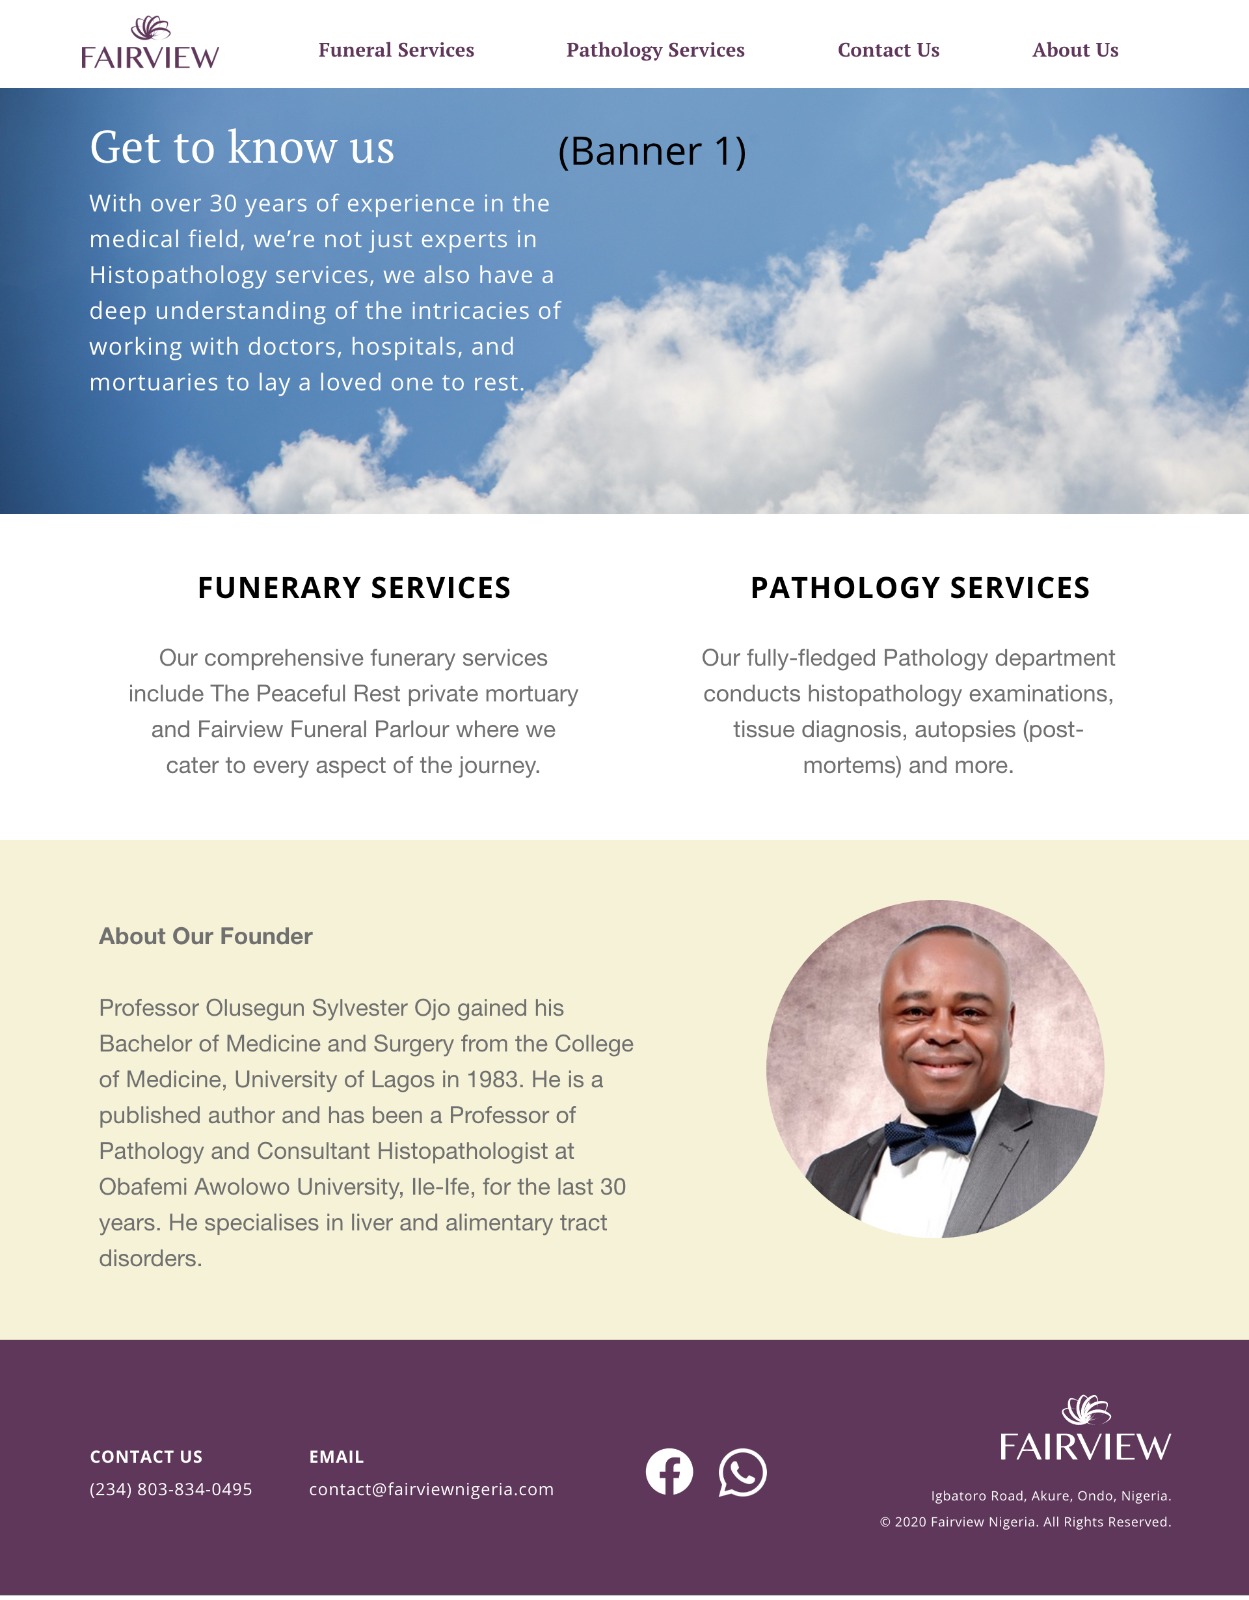 FAIRVIEW
Funeral Services
Pathology Services
Contact Us
About Us
Get to know us
(Banner 1)
With over 30 years of experience in the
medical field, we’re not just experts in
Histopathology services, we also have a
deep understanding of the intricacies of
working with doctors, hospitals, and
mortuaries to lay a loved one to rest.
FUNERARY SERVICES
Our comprehensive funerary services
include The Peaceful Rest private mortuary
and Fairview Funeral Parlour where we
cater to every aspect of the journey.
PATHOLOGY SERVICES
Our fully-fledged Pathology department
conducts histopathology examinations,
tissue diagnosis, autopsies (post-
mortems) and more.
About Our Founder
Professor Olusegun Sylvester Ojo gained his
Bachelor of Medicine and Surgery from the College
of Medicine, University of Lagos in 1983. He is a
published author and has been a Professor of
Pathology and Consultant Histopathologist at
Obafemi Awolowo University, Ile-Ife, for the last 30
years. He specialises in liver and alimentary tract
disorders.
CONTACT US
(234) 803-834-0495
EMAIL
contact@fairviewnigeria.com
FAIRVIEW
Igbatoro Road, Akure, Ondo, Nigeria.
© 2020 Fairview Nigeria. All Rights Reserved.